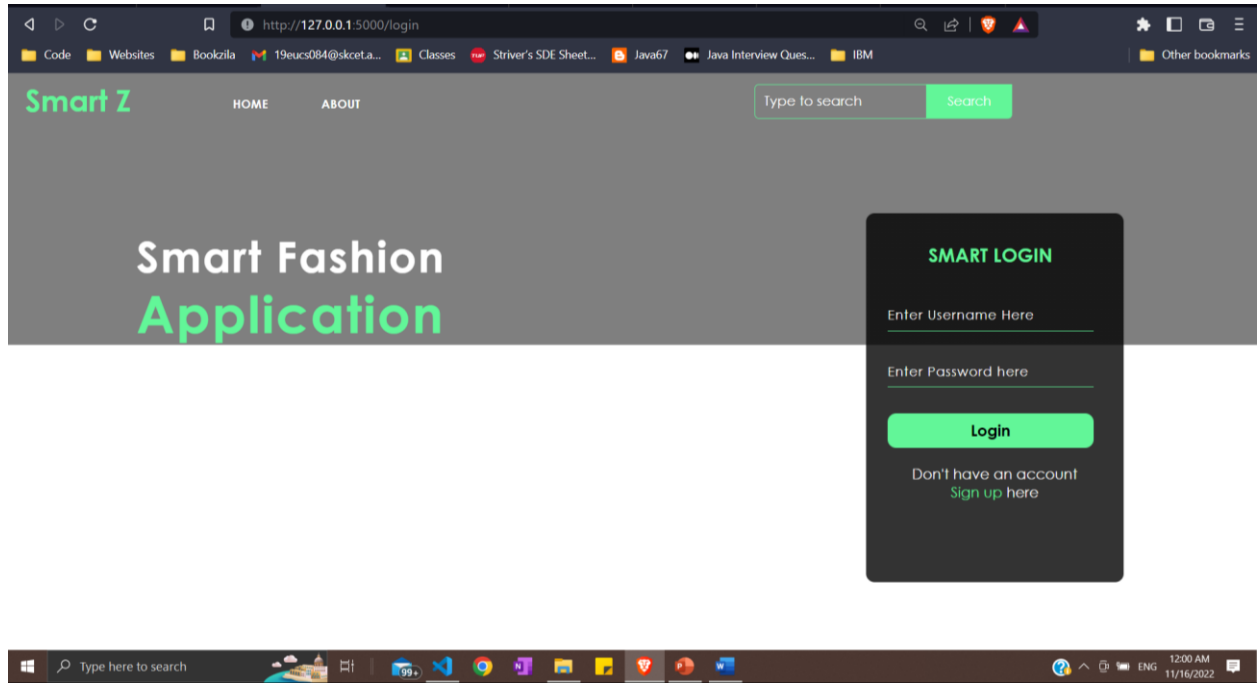 http://127.0.0.1:5000/login
Code Websites Bookzila 19eucs084@skcet.a... Classes Striver's SDE Sheet... Java67 Java Interview Ques... IBM Other bookmarks
Smart Z HOME ABOUT Type to search Search
Smart Fashion
Application
SMART LOGIN
Enter Username Here
Enter Password here
Login
Don't have an account
Sign up here
Type here to search 99+ ENG 12:00 AM
11/16/2022